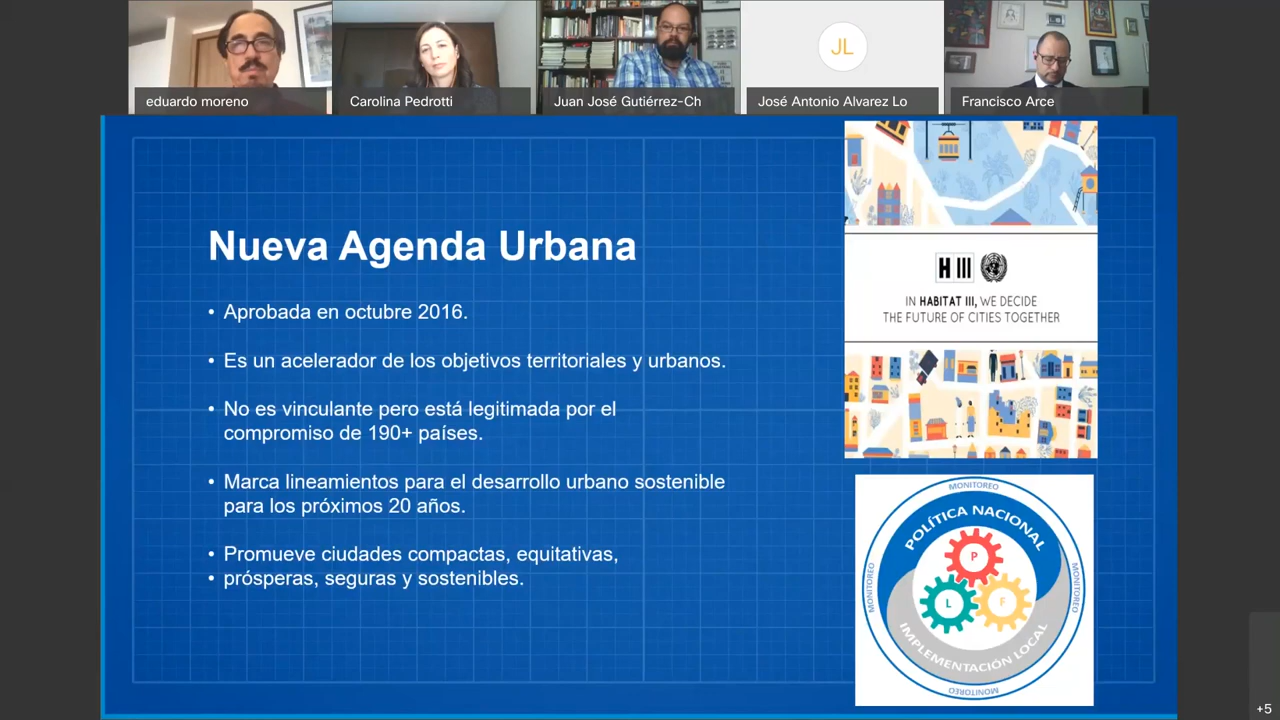 eduardo moreno
Carolina Pedrotti
Juan José Gutiérrez-Ch
JL
José Antonio Alvarez Lo
Francisco Arce
Nueva Agenda Urbana
• Aprobada en octubre 2016.
• Es un acelerador de los objetivos territoriales y urbanos.
• No es vinculante pero está legitimada por el
compromiso de 190+ países.
• Marca lineamientos para el desarrollo urbano sostenible
para los próximos 20 años.
• Promueve ciudades compactas, equitativas,
• prósperas, seguras y sostenibles.
H III
IN HABITAT III, WE DECIDE
THE FUTURE OF CITIES TOGETHER
MONITOREO
POLÍTICA NACIONAL
P
MONITOREO
MONITOREO
L
F
IMPLEMENTACIÓN LOCAL
MONITOREO
+5